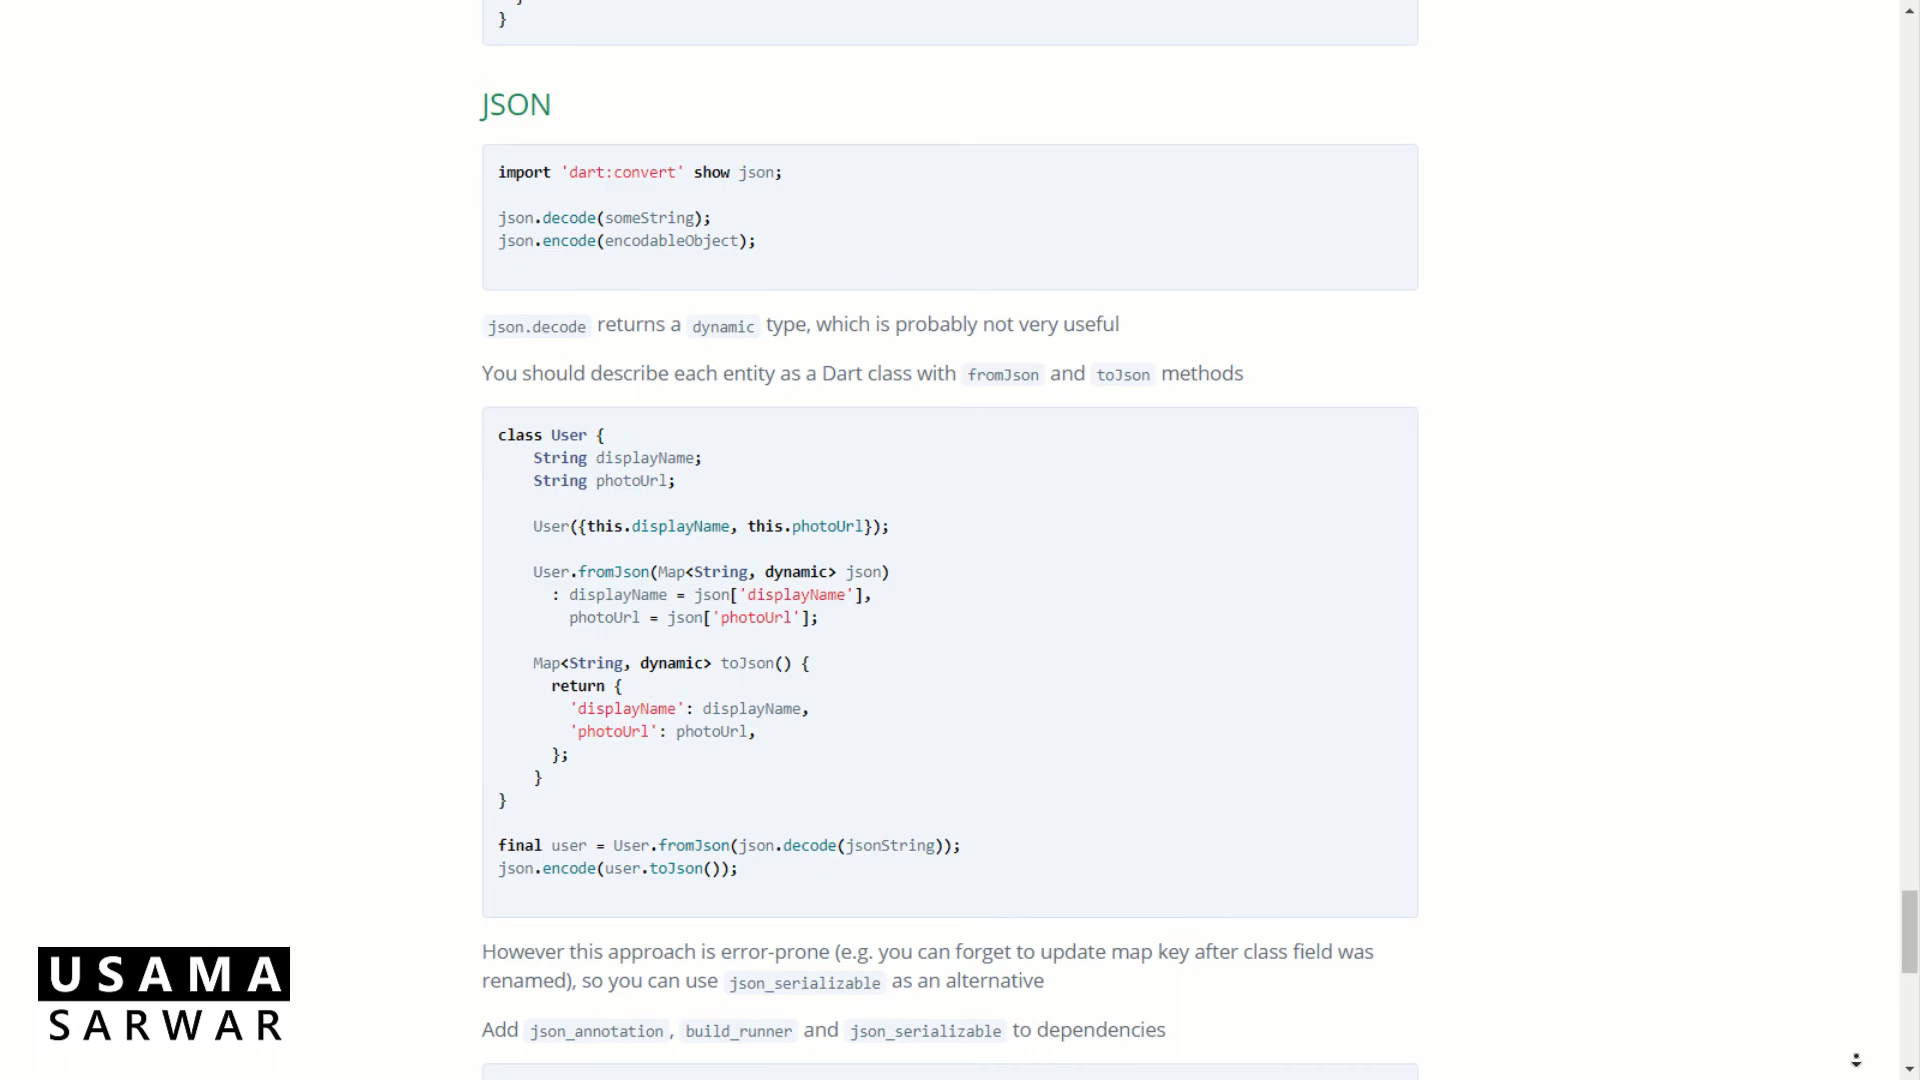 }
JSON
import 'dart:convert' show json;
json.decode(someString);
json.encode(encodableObject);
json.decode returns a dynamic type, which is probably not very useful
You should describe each entity as a Dart class with fromJson and toJson methods
class User {
String displayName;
String photoUrl;
User({this.displayName, this.photoUrl});
User.fromJson(Map<String, dynamic> json)
: displayName = json['displayName'],
photoUrl = json['photoUrl'];
Map<String, dynamic> toJson() {
return {
'displayName': displayName,
'photoUrl': photoUrl,
};
}
}
final user = User.fromJson(json.decode(jsonString));
json.encode(user.toJson());
However this approach is error-prone (e.g. you can forget to update map key after class field was
renamed), so you can use json_serializable as an alternative
Add json_annotation, build_runner and json_serializable to dependencies
USAMA
SARWAR